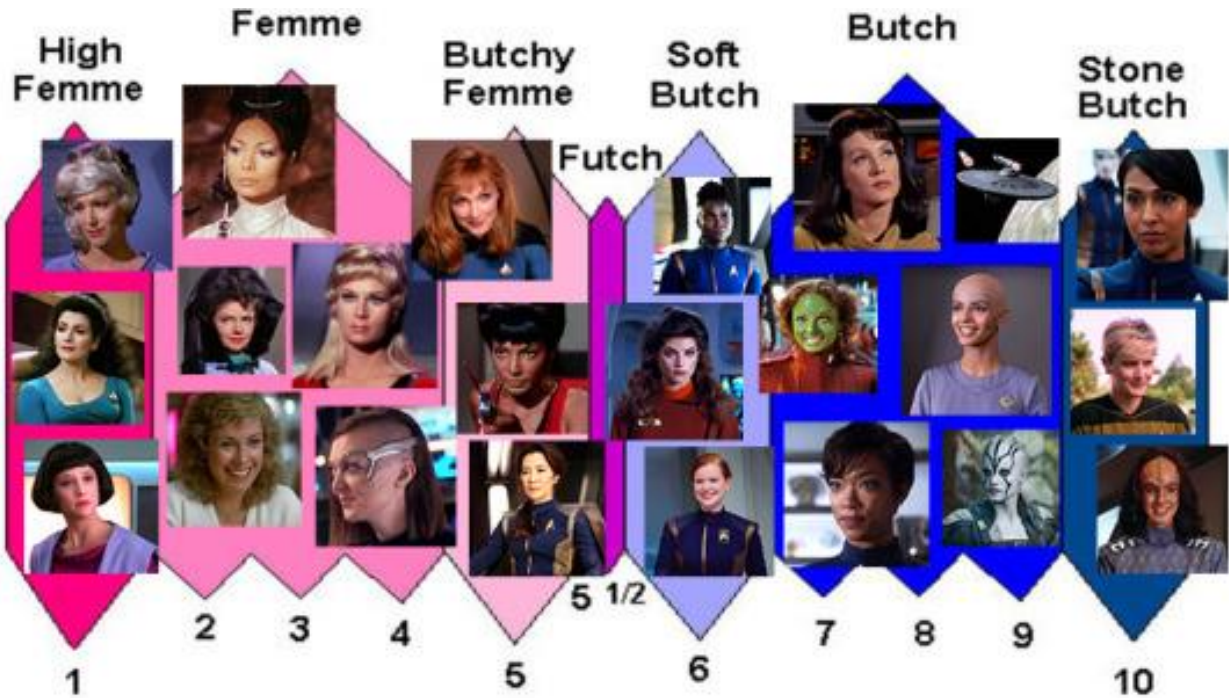 High
Femme
Femme
Butchy
Femme
Futch
Soft
Butch
Butch
Stone
Butch
1
2
3
4
5
5 1/2
6
7
8
9
10